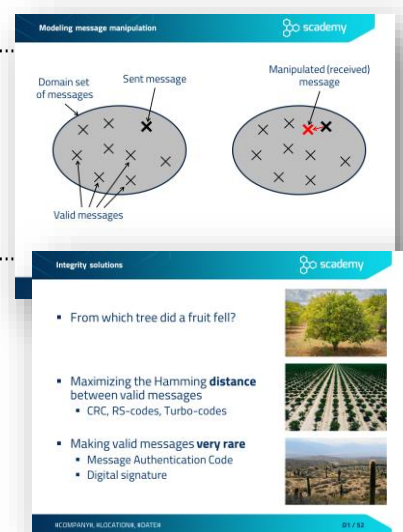 Modeling message manipulation
scademy
Domain set
of messages
Sent message
Manipulated (received)
message
Valid messages
Integrity solutions
scademy
From which tree did a fruit fell?
Maximizing the Hamming distance
between valid messages
CRC, RS-codes, Turbo-codes
Making valid messages very rare
Message Authentication Code
Digital signature
#COMPANY#, #LOCATION#, #DATE#
D1 / 52